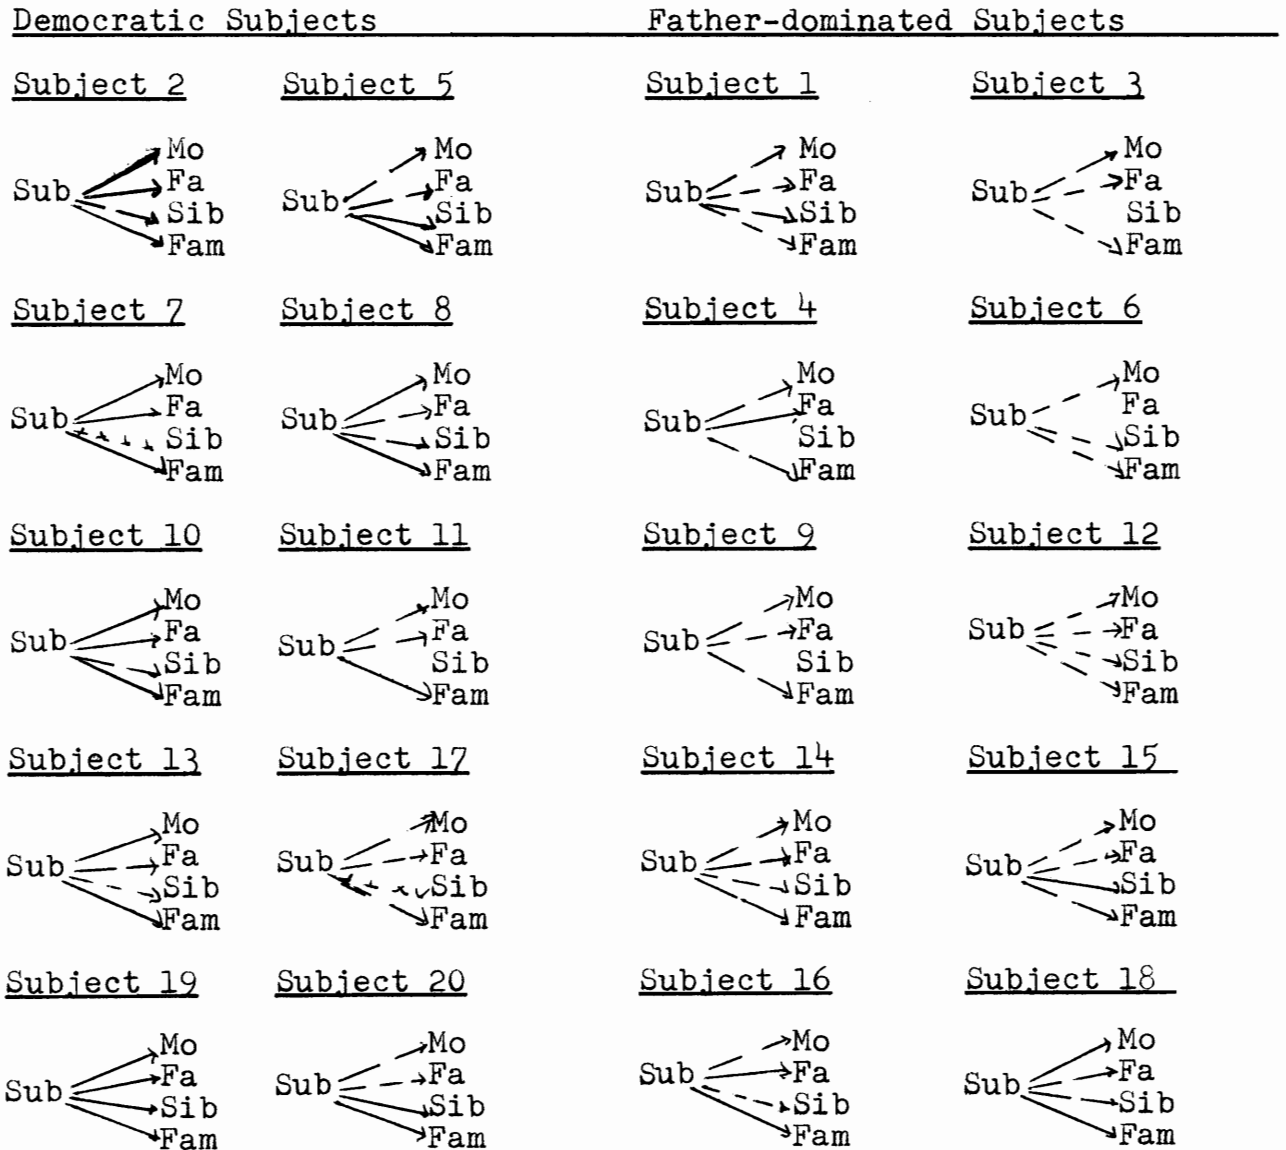 Democratic Subjects Father-dominated Subjects
Subject 2 Subject 5 Subject 1 Subject 3
Mo Mo Mo Mo
Sub Fa Sub Fa Sub Fa Sub Fa
Sib Sib Sib Sib
Fam Fam Fam Fam
Subject 7 Subject 8 Subject 4 Subject 6
Mo Mo Mo Mo
Sub Fa Sub Fa Sub Fa Sub Fa
Sib Sib Sib Sib
Fam Fam Fam Fam
Subject 10 Subject 11 Subject 9 Subject 12
Mo Mo Mo Mo
Sub Fa Sub Fa Sub Fa Sub Fa
Sib Sib Sib Sib
Fam Fam Fam Fam
Subject 13 Subject 17 Subject 14 Subject 15
Mo Mo Mo Mo
Sub Fa Sub Fa Sub Fa Sub Fa
Sib Sib Sib Sib
Fam Fam Fam Fam
Subject 19 Subject 20 Subject 16 Subject 18
Mo Mo Mo Mo
Sub Fa Sub Fa Sub Fa Sub Fa
Sib Sib Sib Sib
Fam Fam Fam Fam